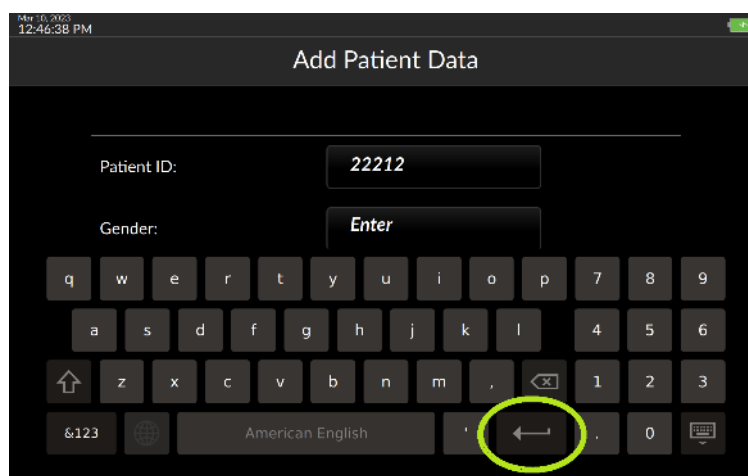 Mar 10, 2023
12:46:38 PM
Add Patient Data
Patient ID: 22212
Gender: Enter
q w e r t y u i o p 7 8 9
a s d f g h j k l 4 5 6
z x c v b n m , 1 2 3
&123 American English ' . 0